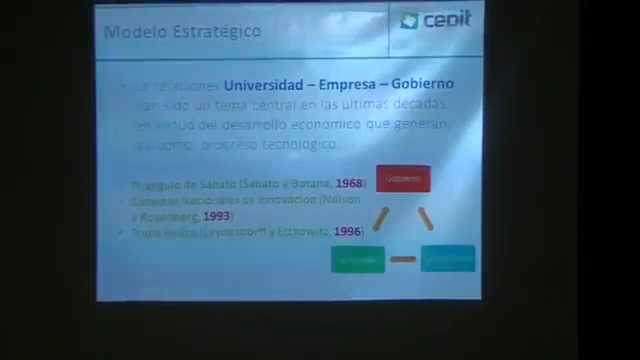 Modelo Estratégico
cepit
La relaciones Universidad – Empresa – Gobierno
han sido un tema central en las ultimas decadas
en virtud del desarrollo economico que generan,
asi como progreso tecnológico:
Triangulo de Sabato (Sabato y Botana, 1968)
Sistemas Nacionales de Innovación (Nelson
y Rosenberg, 1993)
Triple Helice (Leydesdorff y Etzkowitz, 1996)
Gobierno